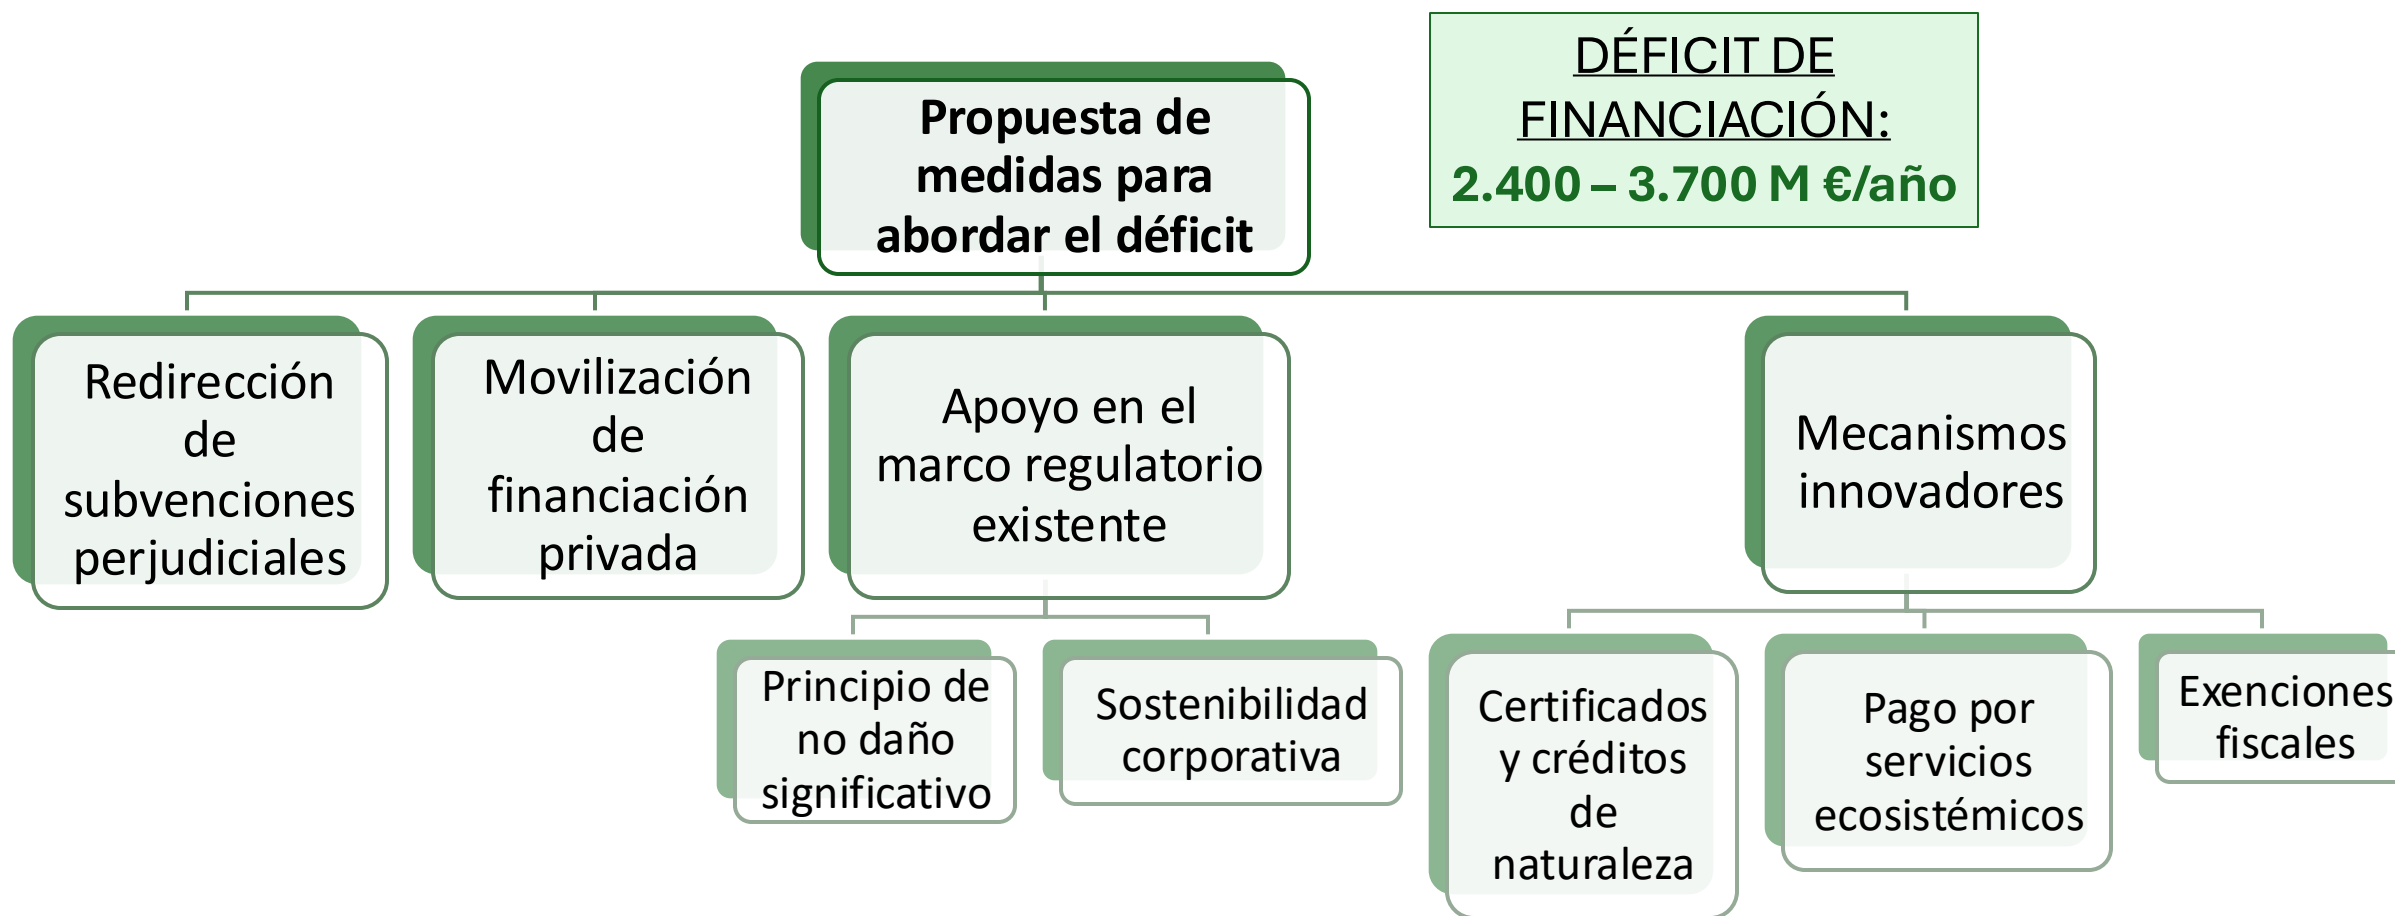 DÉFICIT DE
FINANCIACIÓN:
2.400 – 3.700 M €/año
Propuesta de
medidas para
abordar el déficit
Redirección
de
subvenciones
perjudiciales
Movilización
de
financiación
privada
Apoyo en el
marco regulatorio
existente
Mecanismos
innovadores
Principio de
no daño
significativo
Sostenibilidad
corporativa
Certificados
y créditos
de
naturaleza
Pago por
servicios
ecosistémicos
Exenciones
fiscales